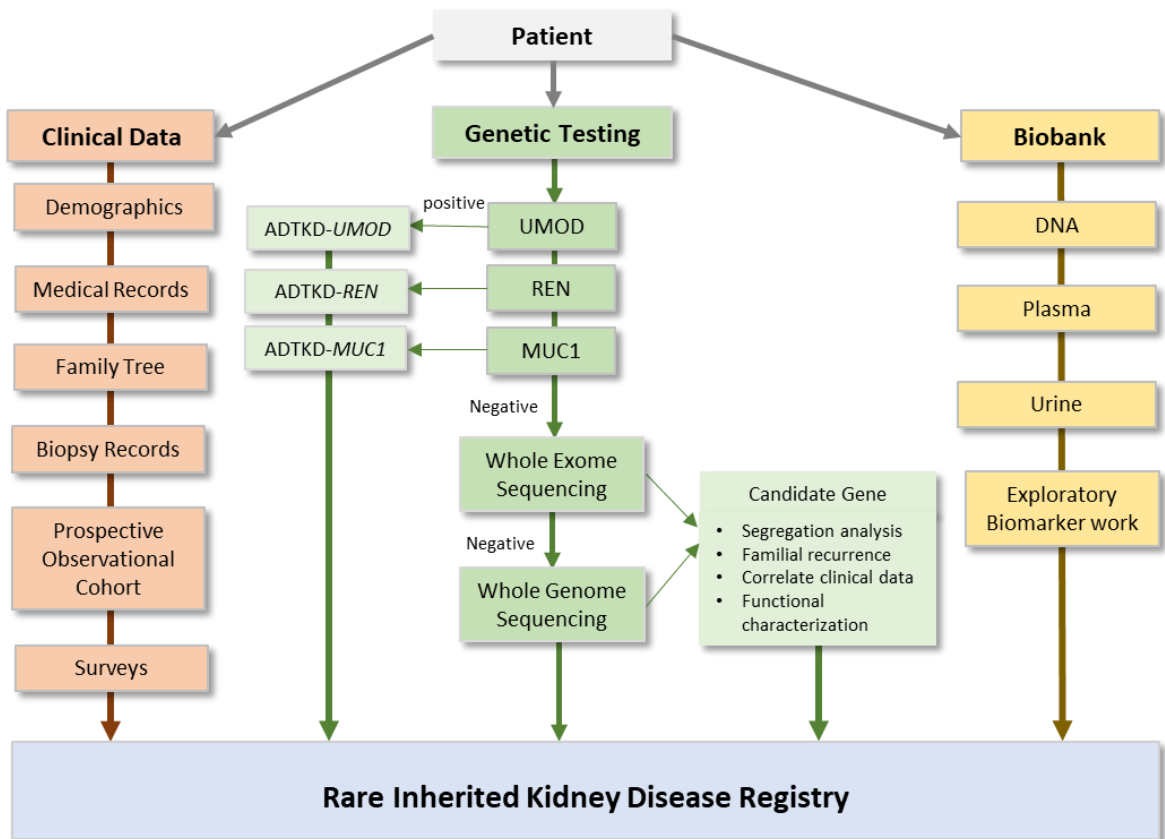 Patient
Clinical Data
Demographics
Medical Records
Family Tree
Biopsy Records
Prospective
Observational
Cohort
Surveys
Genetic Testing
positive
ADTKD-UMOD
UMOD
ADTKD-REN
REN
ADTKD-MUC1
MUC1
Negative
Whole Exome
Sequencing
Negative
Whole Genome
Sequencing
Candidate Gene
• Segregation analysis
• Familial recurrence
• Correlate clinical data
• Functional
characterization
Biobank
DNA
Plasma
Urine
Exploratory
Biomarker work
Rare Inherited Kidney Disease Registry